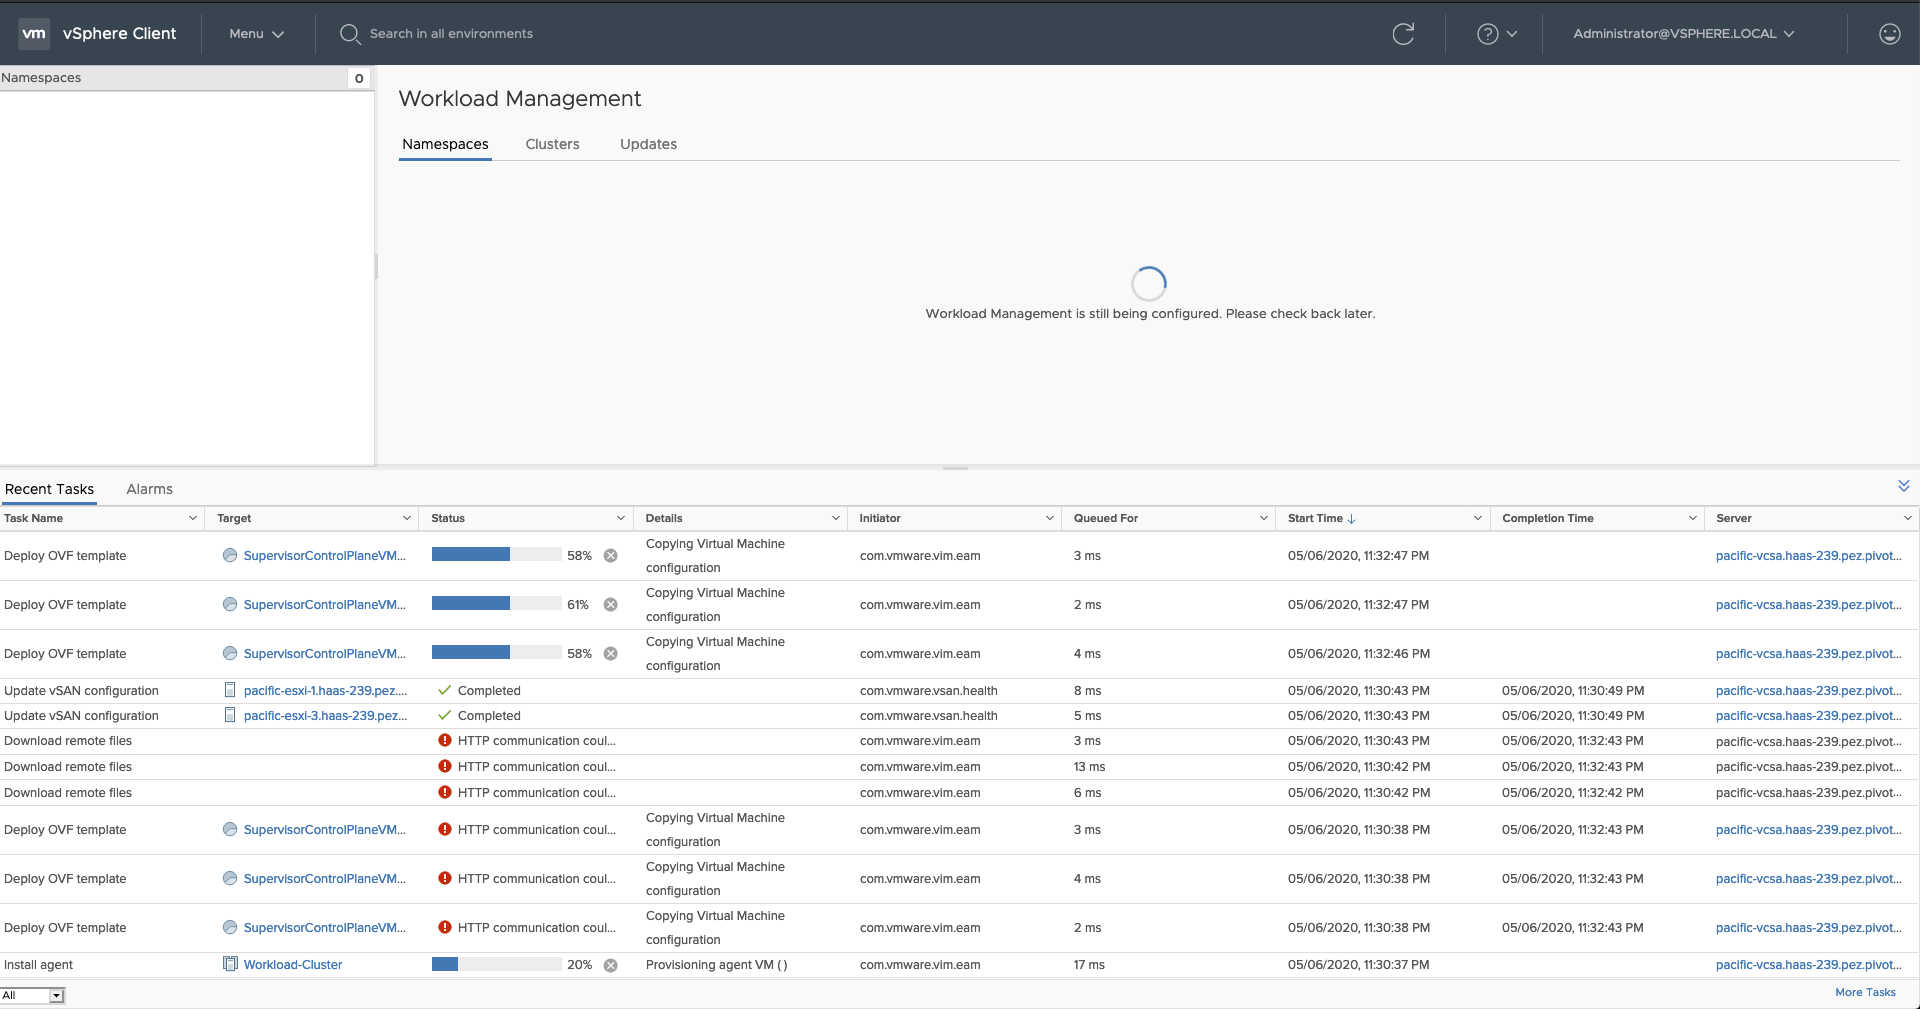 vm vSphere Client Menu Search in all environments ? Administrator@VSPHERE.LOCAL
Namespaces 0
Workload Management
Namespaces Clusters Updates
Workload Management is still being configured. Please check back later.
Recent Tasks Alarms
Task Name Target Status Details Initiator Queued For Start Time Completion Time Server
Deploy OVF template SupervisorControlPlaneVM... 58% Copying Virtual Machine configuration com.vmware.vim.eam 3 ms 05/06/2020, 11:32:47 PM pacific-vcsa.haas-239.pez.pivot...
Deploy OVF template SupervisorControlPlaneVM... 61% Copying Virtual Machine configuration com.vmware.vim.eam 2 ms 05/06/2020, 11:32:47 PM pacific-vcsa.haas-239.pez.pivot...
Deploy OVF template SupervisorControlPlaneVM... 58% Copying Virtual Machine configuration com.vmware.vim.eam 4 ms 05/06/2020, 11:32:46 PM pacific-vcsa.haas-239.pez.pivot...
Update vSAN configuration pacific-esxi-1.haas-239.pez.... Completed com.vmware.vsan.health 8 ms 05/06/2020, 11:30:43 PM 05/06/2020, 11:30:49 PM pacific-vcsa.haas-239.pez.pivot...
Update vSAN configuration pacific-esxi-3.haas-239.pez... Completed com.vmware.vsan.health 5 ms 05/06/2020, 11:30:43 PM 05/06/2020, 11:30:49 PM pacific-vcsa.haas-239.pez.pivot...
Download remote files HTTP communication coul... com.vmware.vim.eam 3 ms 05/06/2020, 11:30:43 PM 05/06/2020, 11:32:43 PM pacific-vcsa.haas-239.pez.pivot...
Download remote files HTTP communication coul... com.vmware.vim.eam 13 ms 05/06/2020, 11:30:42 PM 05/06/2020, 11:32:43 PM pacific-vcsa.haas-239.pez.pivot...
Download remote files HTTP communication coul... com.vmware.vim.eam 6 ms 05/06/2020, 11:30:42 PM 05/06/2020, 11:32:42 PM pacific-vcsa.haas-239.pez.pivot...
Deploy OVF template SupervisorControlPlaneVM... HTTP communication coul... Copying Virtual Machine configuration com.vmware.vim.eam 3 ms 05/06/2020, 11:30:38 PM 05/06/2020, 11:32:43 PM pacific-vcsa.haas-239.pez.pivot...
Deploy OVF template SupervisorControlPlaneVM... HTTP communication coul... Copying Virtual Machine configuration com.vmware.vim.eam 4 ms 05/06/2020, 11:30:38 PM 05/06/2020, 11:32:43 PM pacific-vcsa.haas-239.pez.pivot...
Deploy OVF template SupervisorControlPlaneVM... HTTP communication coul... Copying Virtual Machine configuration com.vmware.vim.eam 2 ms 05/06/2020, 11:30:38 PM 05/06/2020, 11:32:43 PM pacific-vcsa.haas-239.pez.pivot...
Install agent Workload-Cluster 20% Provisioning agent VM ( ) com.vmware.vim.eam 17 ms 05/06/2020, 11:30:37 PM pacific-vcsa.haas-239.pez.pivot...
All More Tasks